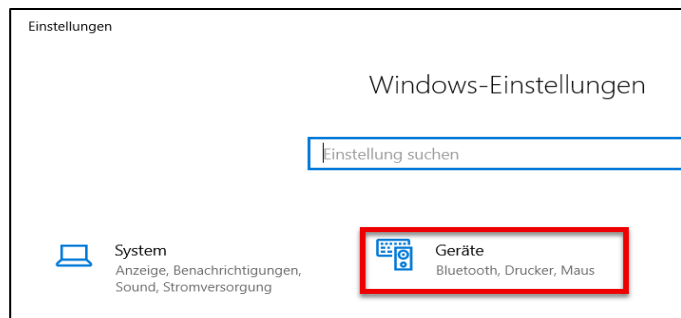 Einstellungen
Windows-Einstellungen
Einstellung suchen
System
Anzeige, Benachrichtigungen,
Sound, Stromversorgung
Geräte
Bluetooth, Drucker, Maus